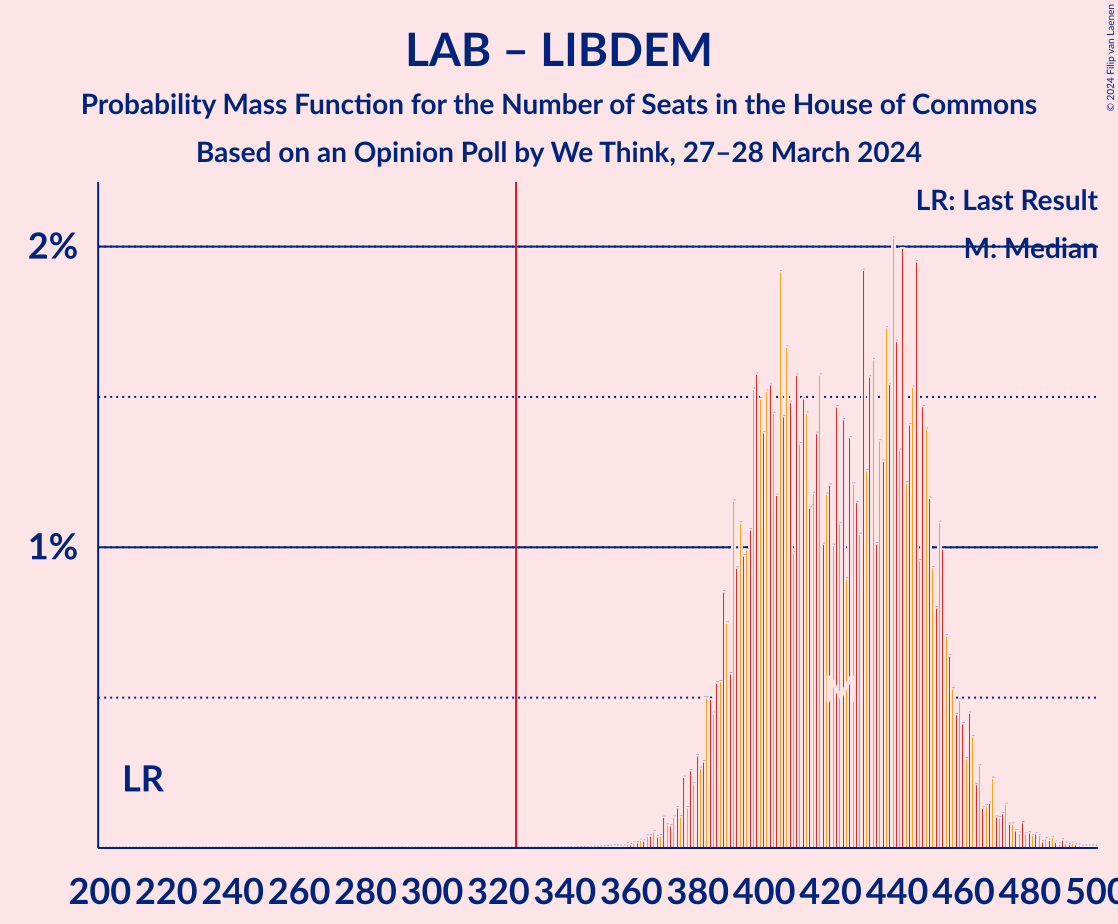 LAB – LIBDEM
Probability Mass Function for the Number of Seats in the House of Commons
Based on an Opinion Poll by We Think, 27–28 March 2024
© 2024 Filip van Laenen
LR: Last Result
M: Median
2%
1%
LR
M
200 220 240 260 280 300 320 340 360 380 400 420 440 460 480 500